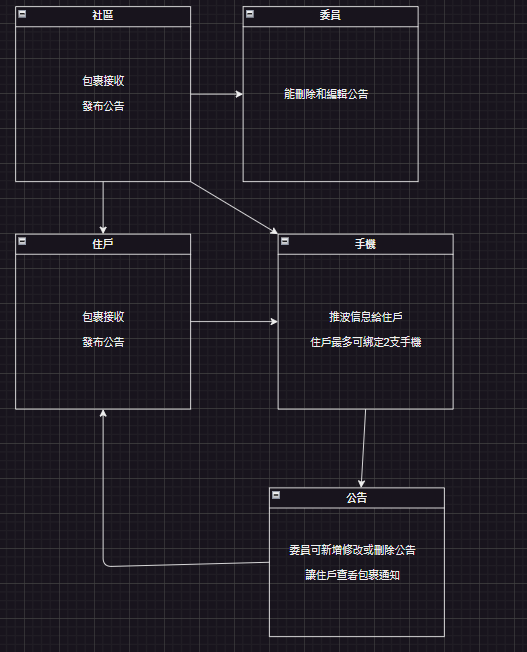 社區
委員
包裹接收
發布公告
能刪除和編輯公告
住戶
手機
包裹接收
發布公告
推波信息給住戶
住戶最多可綁定2支手機
公告
委員可新增修改或刪除公告
讓住戶查看包裹通知